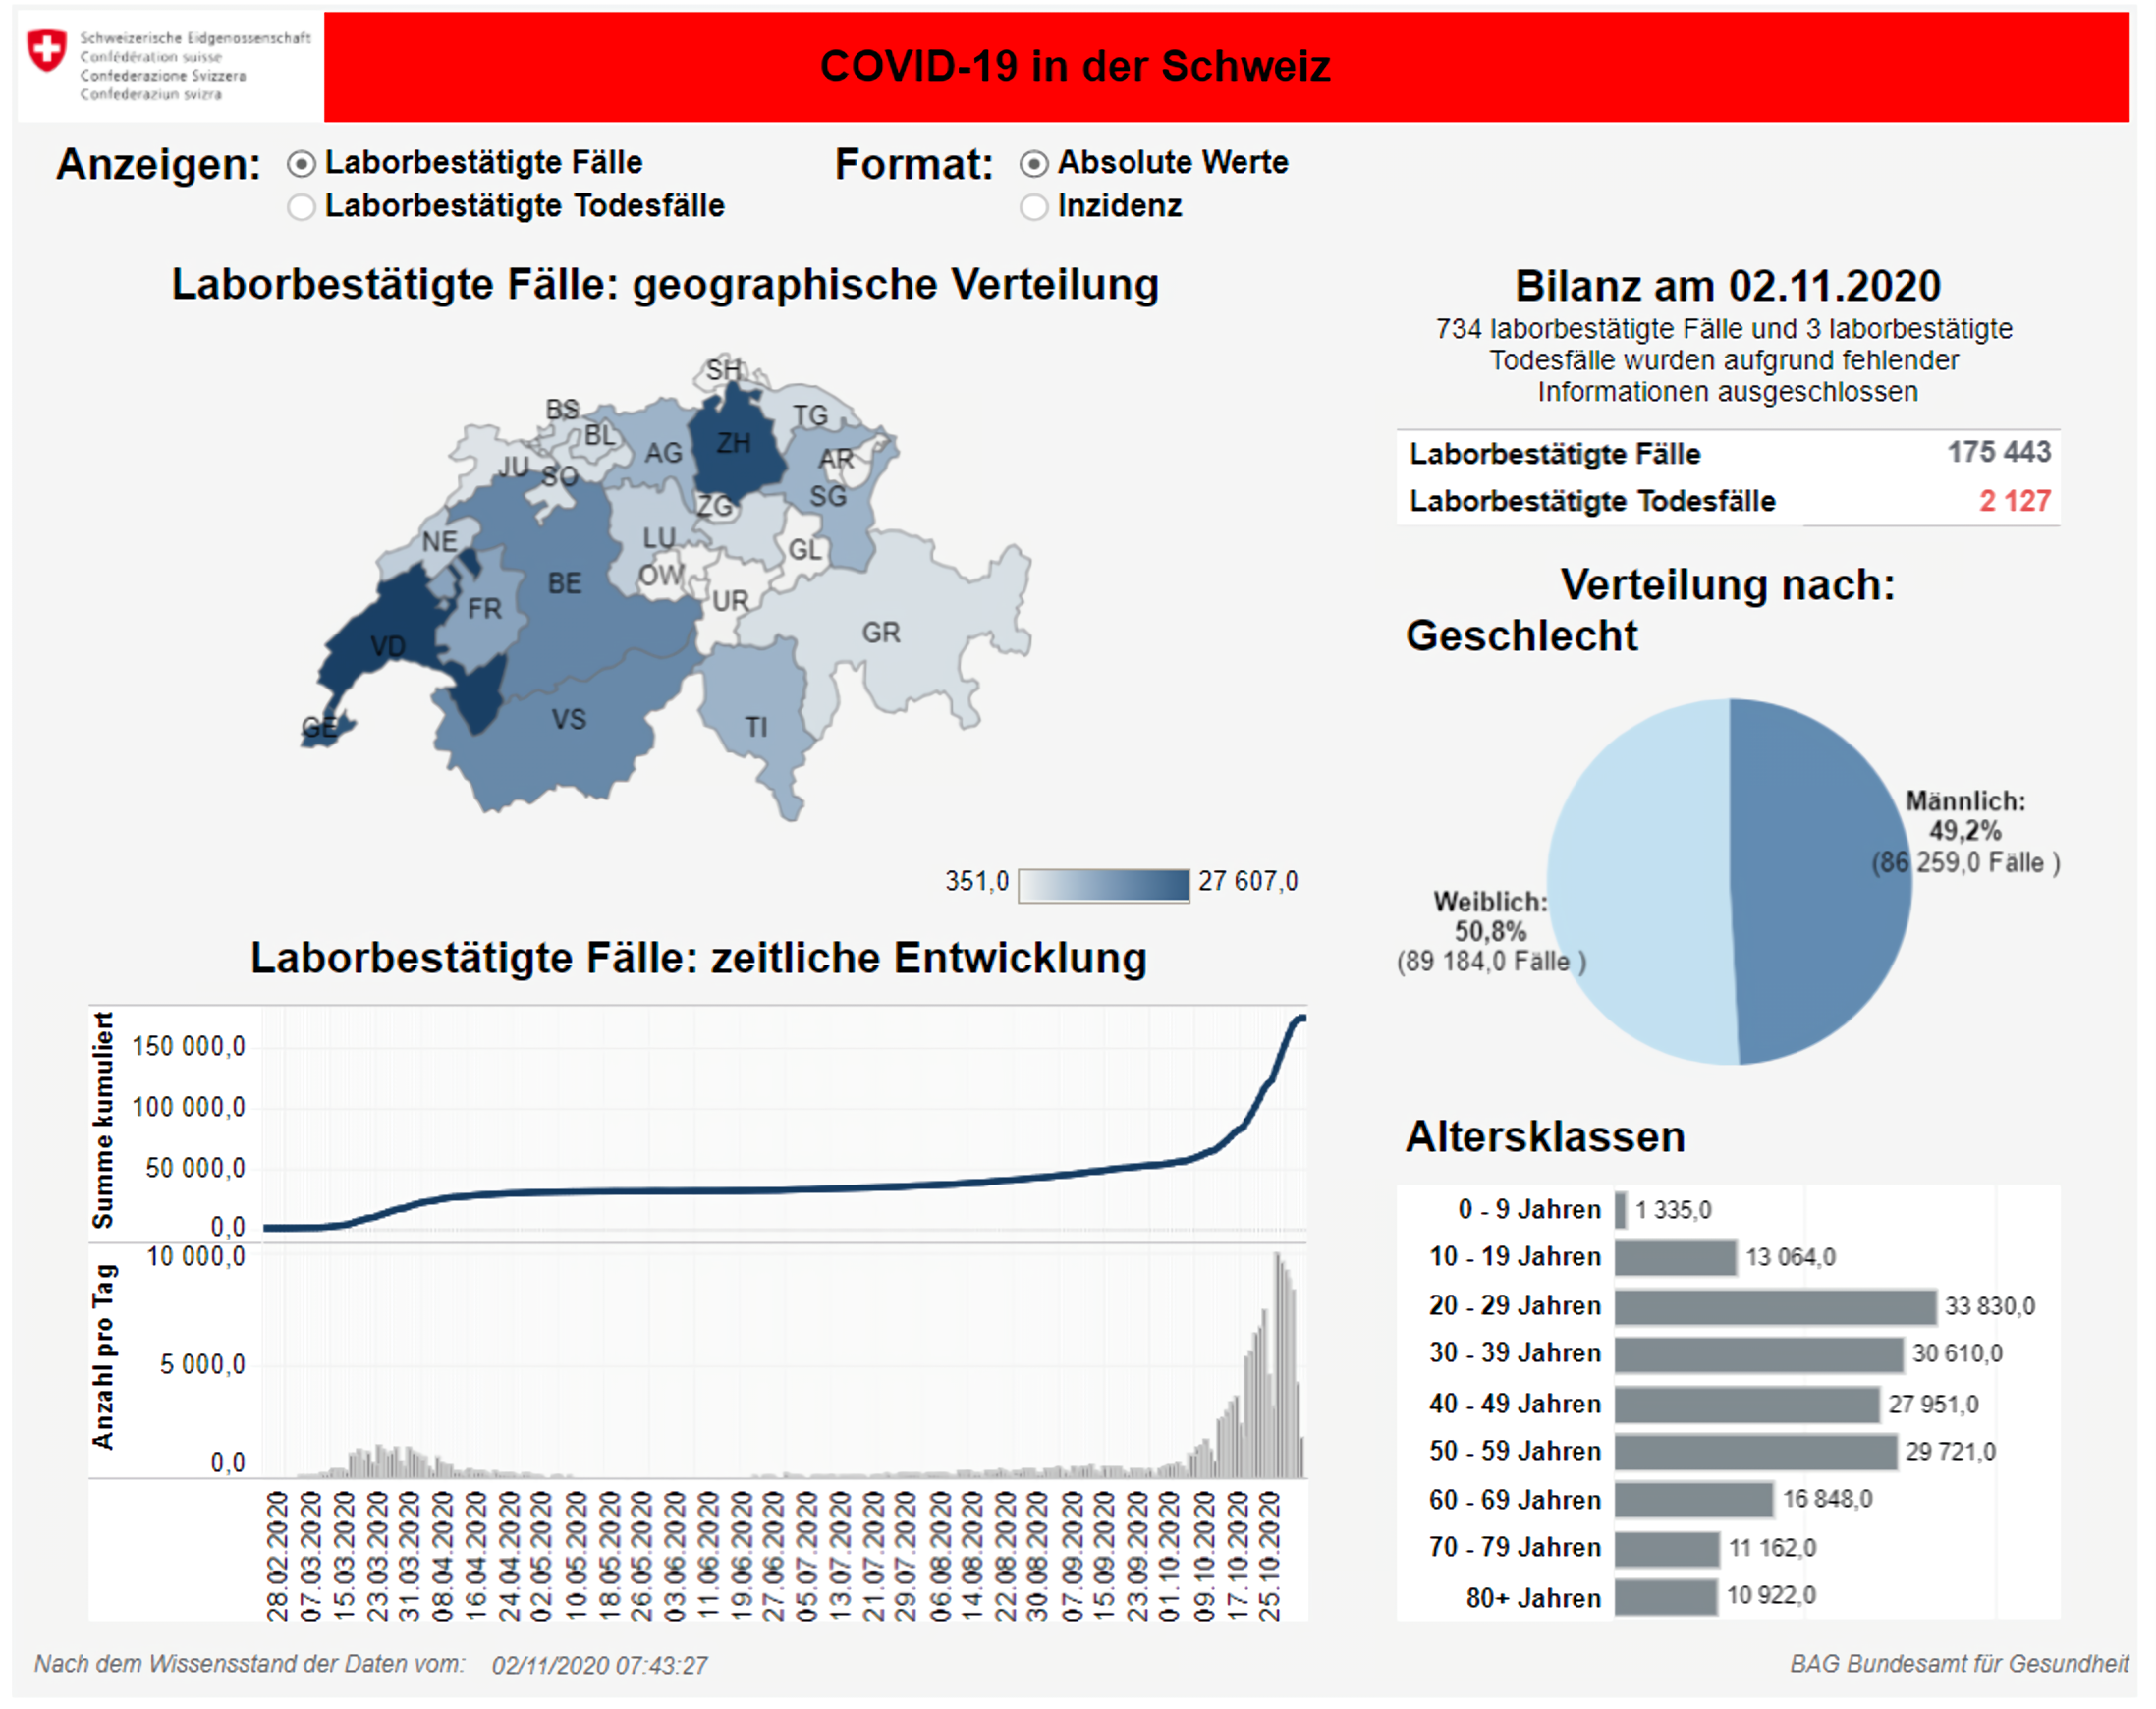 Schweizerische Eidgenossenschaft
Confédération suisse
Confederazione Svizzera
Confederaziun svizra
COVID-19 in der Schweiz
Anzeigen:
Laborbestätigte Fälle
Laborbestätigte Todesfälle
Format:
Absolute Werte
Inzidenz
Laborbestätigte Fälle: geographische Verteilung
SH
BS
BL
TG
AG
ZH
AR
JU
SO
SG
ZG
NE
LU
GL
OW
BE
UR
FR
GR
VD
VS
TI
GE
351,0
27 607,0
Bilanz am 02.11.2020
734 laborbestätigte Fälle und 3 laborbestätigte
Todesfälle wurden aufgrund fehlender
Informationen ausgeschlossen
Laborbestätigte Fälle 175 443
Laborbestätigte Todesfälle 2 127
Verteilung nach:
Geschlecht
Männlich:
49,2%
(86 259,0 Fälle )
Weiblich:
50,8%
(89 184,0 Fälle )
Laborbestätigte Fälle: zeitliche Entwicklung
Summe kumuliert
150 000,0
100 000,0
50 000,0
0,0
Anzahl pro Tag
10 000,0
5 000,0
0,0
28.02.2020
07.03.2020
15.03.2020
23.03.2020
31.03.2020
08.04.2020
16.04.2020
24.04.2020
02.05.2020
10.05.2020
18.05.2020
26.05.2020
03.06.2020
11.06.2020
19.06.2020
27.06.2020
05.07.2020
13.07.2020
21.07.2020
29.07.2020
06.08.2020
14.08.2020
22.08.2020
30.08.2020
07.09.2020
15.09.2020
23.09.2020
01.10.2020
09.10.2020
17.10.2020
25.10.2020
Altersklassen
0 - 9 Jahren 1 335,0
10 - 19 Jahren 13 064,0
20 - 29 Jahren 33 830,0
30 - 39 Jahren 30 610,0
40 - 49 Jahren 27 951,0
50 - 59 Jahren 29 721,0
60 - 69 Jahren 16 848,0
70 - 79 Jahren 11 162,0
80+ Jahren 10 922,0
Nach dem Wissensstand der Daten vom: 02/11/2020 07:43:27
BAG Bundesamt für Gesundheit